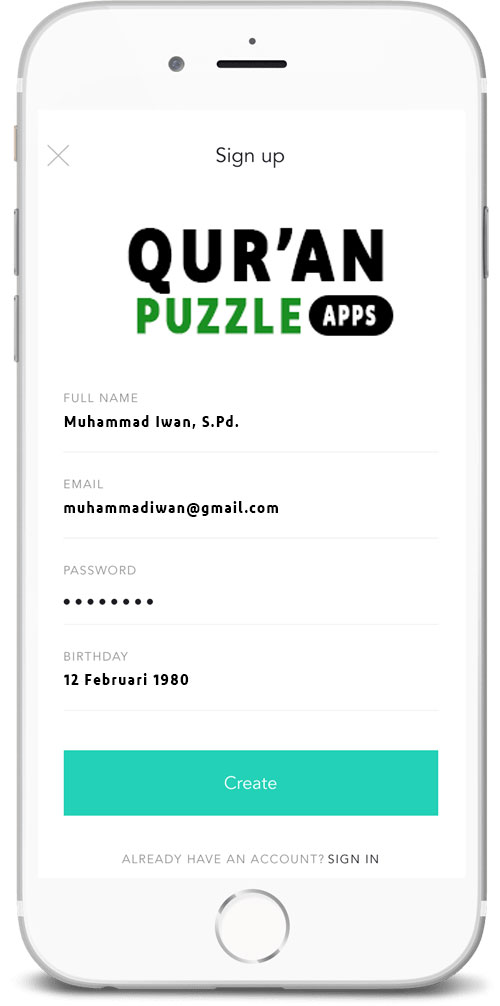 Sign up
QUR'AN
PUZZLE APPS
FULL NAME
Muhammad Iwan, S.Pd.
EMAIL
muhammadiwan@gmail.com
PASSWORD
••••••••
BIRTHDAY
12 Februari 1980
Create
ALREADY HAVE AN ACCOUNT? SIGN IN